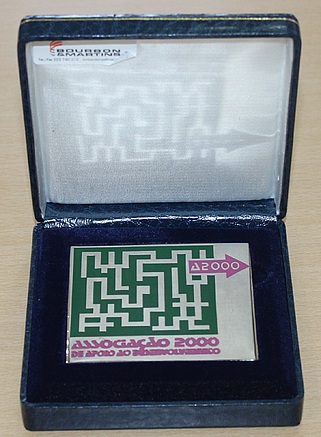 BOURBON
SMARTINS
A2000
ASSOCIAÇÃO 2000
DE APOIO AO DESENVOLVIMENTO